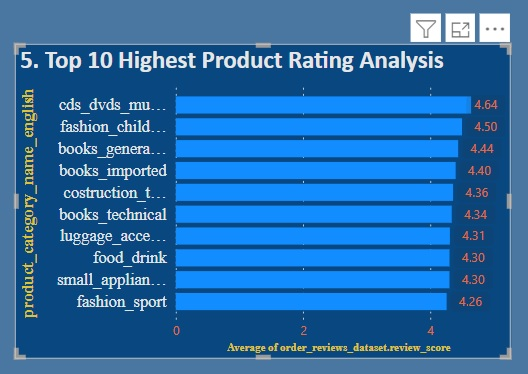 5. Top 10 Highest Product Rating Analysis
product_category_name_english
cds_dvds_mu… 4.64
fashion_child… 4.50
books_genera… 4.44
books_imported 4.40
costruction_t… 4.36
books_technical 4.34
luggage_acce… 4.31
food_drink 4.30
small_applian… 4.30
fashion_sport 4.26
0 2 4
Average of order_reviews_dataset.review_score